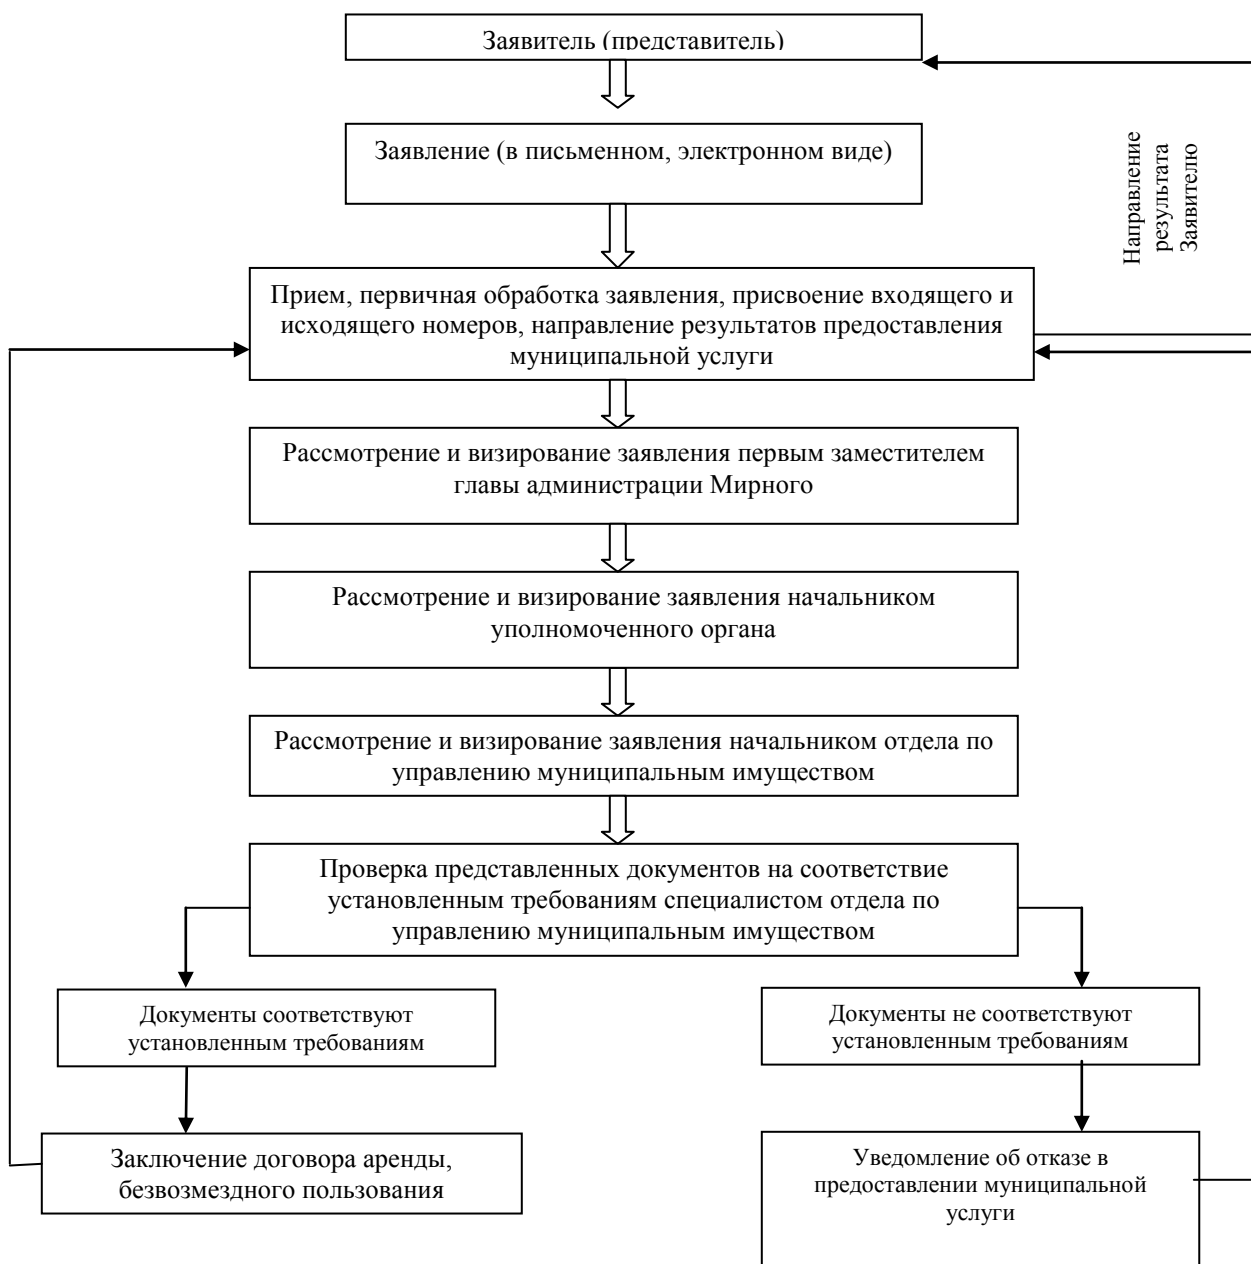 Заявитель (представитель)
Заявление (в письменном, электронном виде)
Направление
результата
Заявителю
Прием, первичная обработка заявления, присвоение входящего и
исходящего номеров, направление результатов предоставления
муниципальной услуги
Рассмотрение и визирование заявления первым заместителем
главы администрации Мирного
Рассмотрение и визирование заявления начальником
уполномоченного органа
Рассмотрение и визирование заявления начальником отдела по
управлению муниципальным имуществом
Проверка представленных документов на соответствие
установленным требованиям специалистом отдела по
управлению муниципальным имуществом
Документы соответствуют
установленным требованиям
Документы не соответствуют
установленным требованиям
Заключение договора аренды,
безвозмездного пользования
Уведомление об отказе в
предоставлении муниципальной
услуги